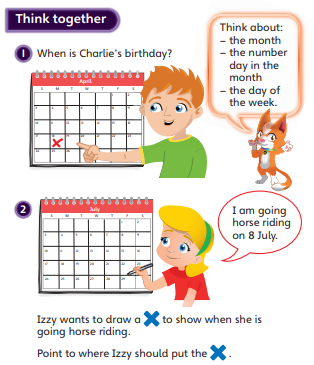 Think together
1 When is Charlie's birthday?
Think about:
– the month
– the number
day in the
month
– the day of
the week.
April
S M T W T F S
2
July
S M T W T F S
I am going
horse riding
on 8 July.
Izzy wants to draw a to show when she is
going horse riding.
Point to where Izzy should put the .